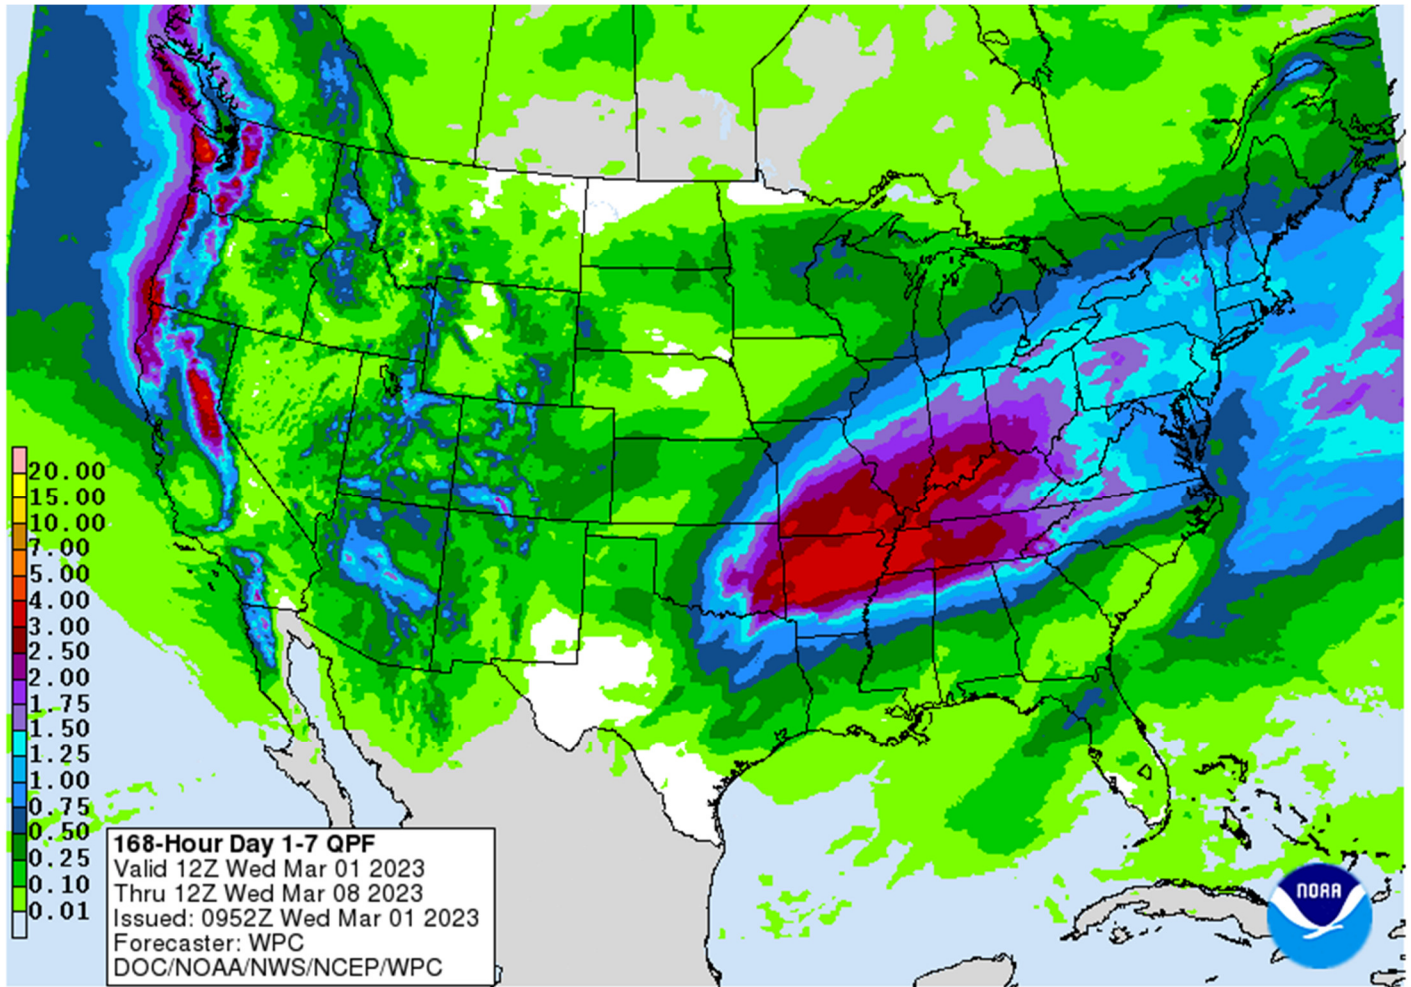 20.00
15.00
10.00
7.00
5.00
4.00
3.00
2.50
2.00
1.75
1.50
1.25
1.00
0.75
0.50
0.25
0.10
0.01
168-Hour Day 1-7 QPF
Valid 12Z Wed Mar 01 2023
Thru 12Z Wed Mar 08 2023
Issued: 0952Z Wed Mar 01 2023
Forecaster: WPC
DOC/NOAA/NWS/NCEP/WPC
NOAA